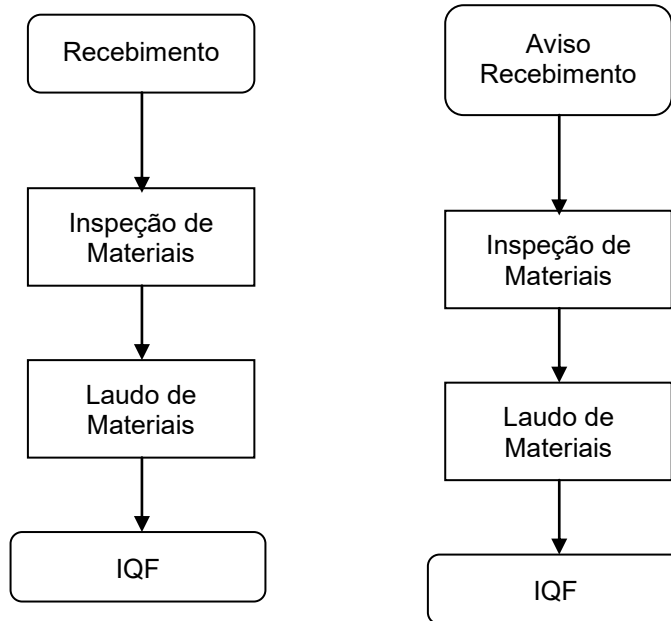 Recebimento
Inspeção de
Materiais
Laudo de
Materiais
IQF
Aviso
Recebimento
Inspeção de
Materiais
Laudo de
Materiais
IQF